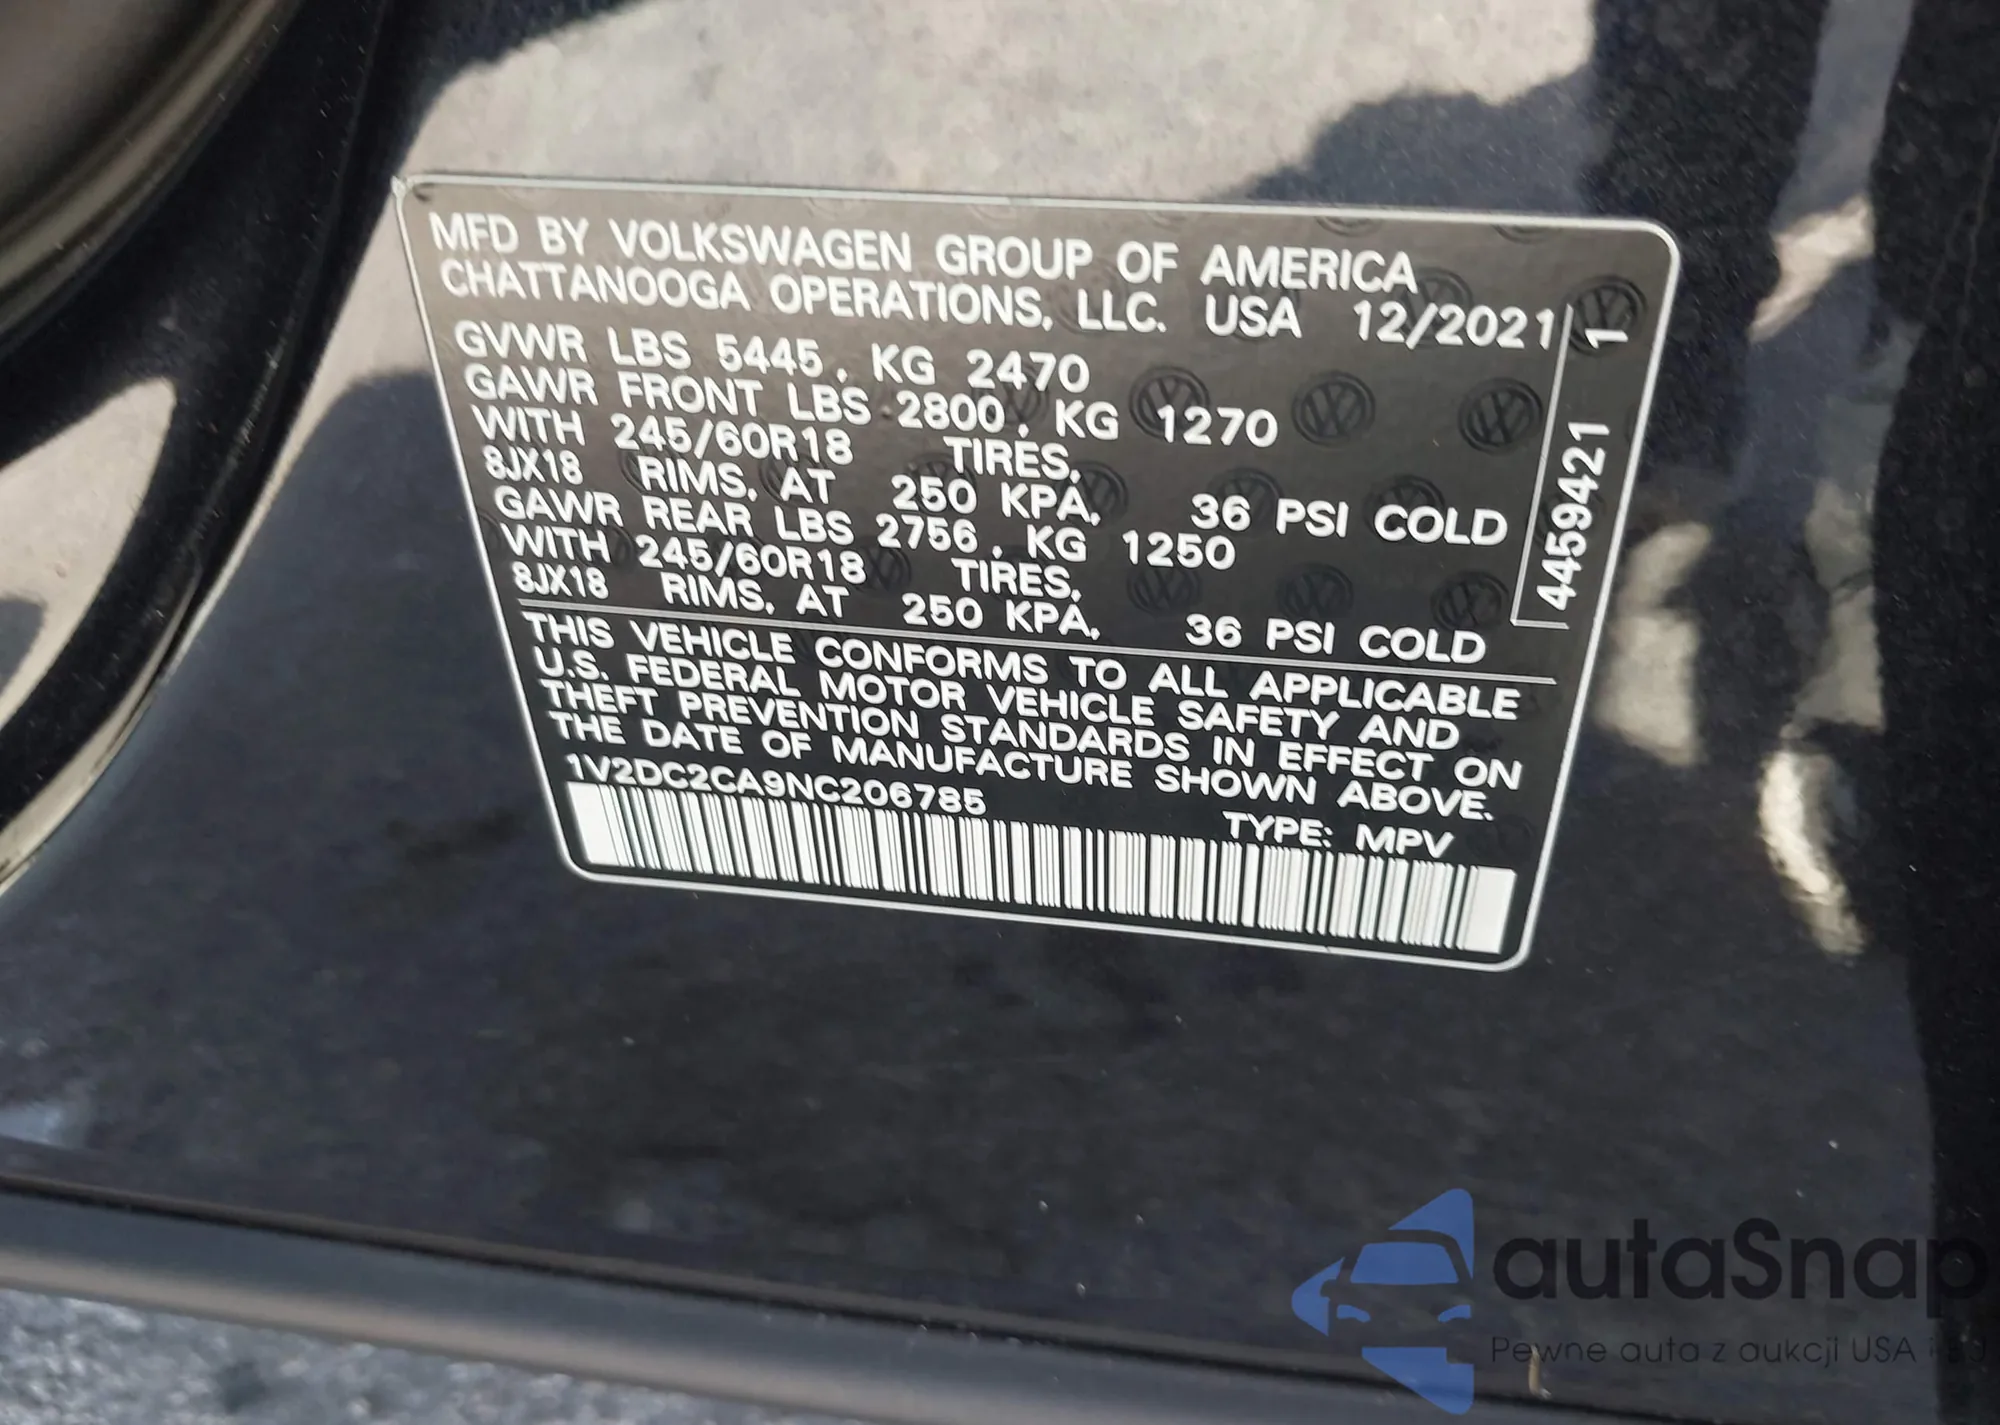 MFD BY VOLKSWAGEN GROUP OF AMERICA
CHATTANOOGA OPERATIONS, LLC. USA 12/2021
GVWR LBS 5445, KG 2470
GAWR FRONT LBS 2800, KG 1270
WITH 245/60R18 TIRES,
8JX18 RIMS, AT 250 KPA, 36 PSI COLD
GAWR REAR LBS 2756, KG 1250
WITH 245/60R18 TIRES,
8JX18 RIMS, AT 250 KPA, 36 PSI COLD
4459421 1
THIS VEHICLE CONFORMS TO ALL APPLICABLE
U.S. FEDERAL MOTOR VEHICLE SAFETY AND
THEFT PREVENTION STANDARDS IN EFFECT ON
THE DATE OF MANUFACTURE SHOWN ABOVE.
1V2DC2CA9NC206785
TYPE: MPV
autaSnap
Pewne auta z aukcji USA i